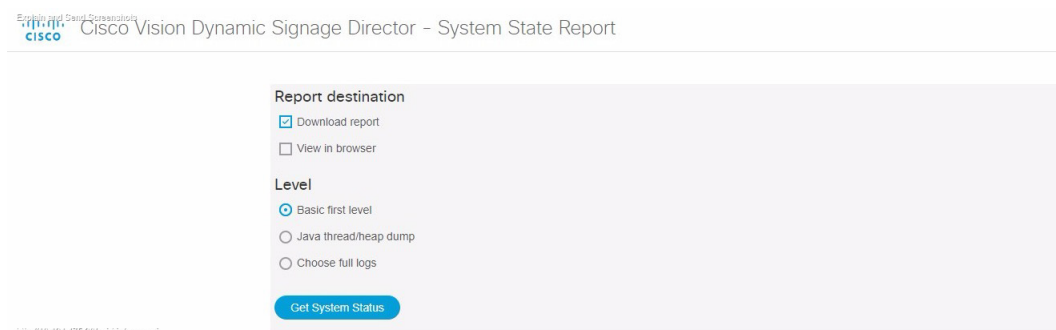 Explain and Send Screenshots
CISCO Cisco Vision Dynamic Signage Director - System State Report
Report destination
Download report
View in browser
Level
Basic first level
Java thread/heap dump
Choose full logs
Get System Status